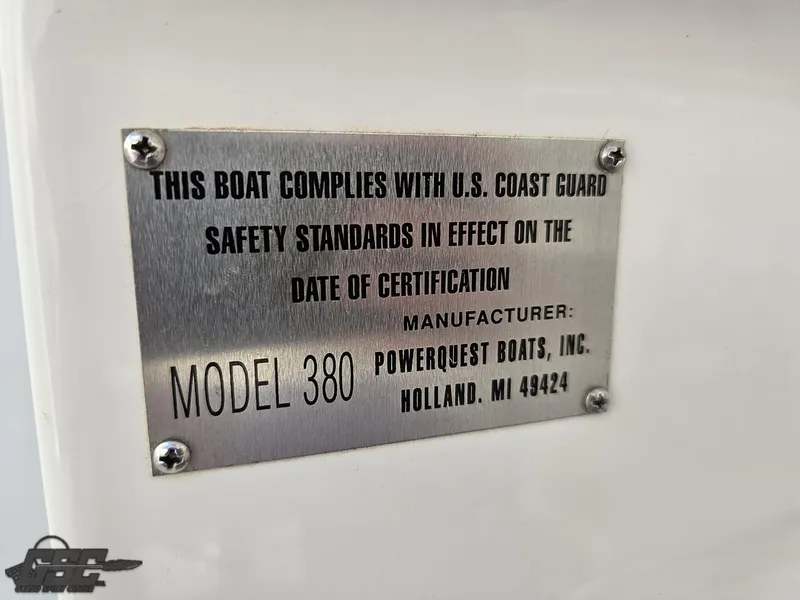 THIS BOAT COMPLIES WITH U.S. COAST GUARD
SAFETY STANDARDS IN EFFECT ON THE
DATE OF CERTIFICATION
MANUFACTURER:
MODEL 380 POWERQUEST BOATS, INC.
HOLLAND. MI 49424
GSC